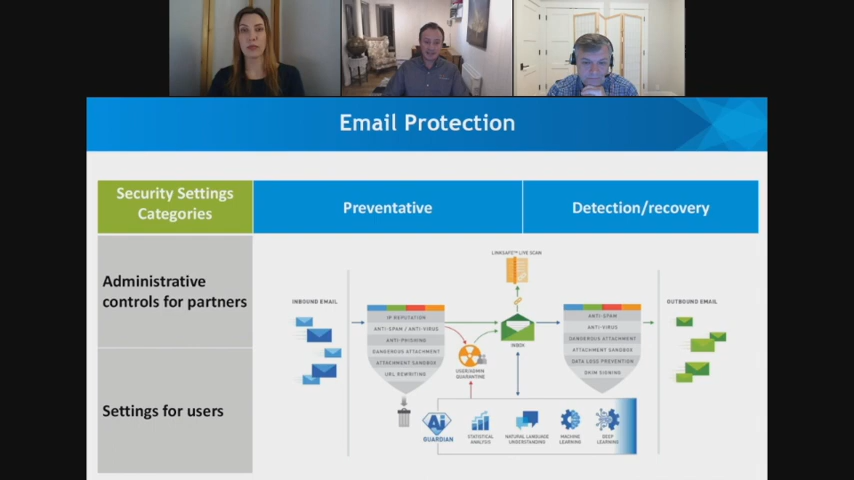 Email Protection
Security Settings
Categories
Preventative
Detection/recovery
Administrative
controls for partners
Settings for users
LINKSAFE™ LIVE SCAN
INBOUND EMAIL
IP REPUTATION
ANTI-SPAM / ANTI-VIRUS
ANTI-PHISHING
DANGEROUS ATTACHMENT
ATTACHMENT SANDBOX
URL REWRITING
USER/ADMIN
QUARANTINE
INBOX
ANTI-SPAM
ANTI-VIRUS
DANGEROUS ATTACHMENT
ATTACHMENT SANDBOX
DATA LOSS PREVENTION
DKIM SIGNING
OUTBOUND EMAIL
Ai
GUARDIAN
STATISTICAL
ANALYSIS
NATURAL LANGUAGE
UNDERSTANDING
MACHINE
LEARNING
DEEP
LEARNING